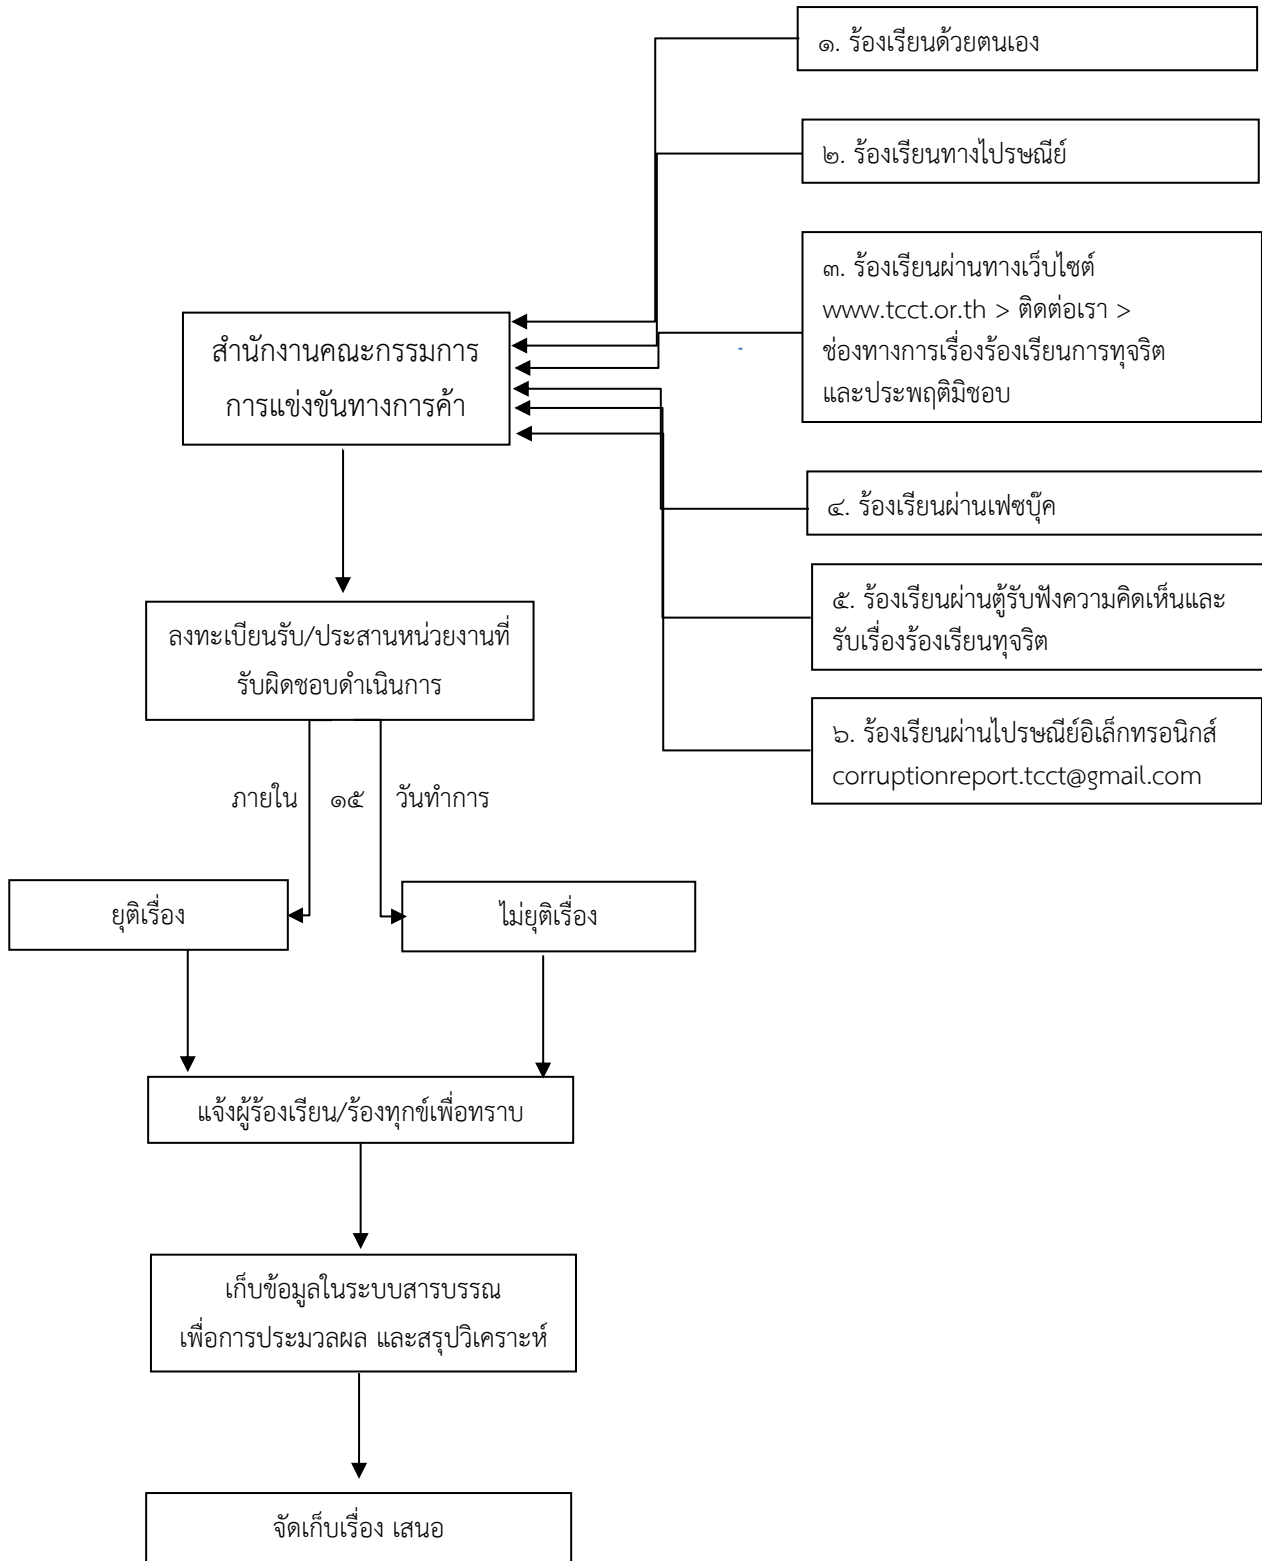 ๑. ร้องเรียนด้วยตนเอง
๒. ร้องเรียนทางไปรษณีย์
๓. ร้องเรียนผ่านทางเว็บไซต์
www.tcct.or.th > ติดต่อเรา >
ช่องทางการเรื่องร้องเรียนการทุจริต
และประพฤติมิชอบ
สำนักงานคณะกรรมการ
การแข่งขันทางการค้า
๔. ร้องเรียนผ่านเฟซบุ๊ค
๕. ร้องเรียนผ่านตู้รับฟังความคิดเห็นและ
รับเรื่องร้องเรียนทุจริต
๖. ร้องเรียนผ่านไปรษณีย์อิเล็กทรอนิกส์
corruptionreport.tcct@gmail.com
ลงทะเบียนรับ/ประสานหน่วยงานที่
รับผิดชอบดำเนินการ
ภายใน ๑๕ วันทำการ
ยุติเรื่อง
ไม่ยุติเรื่อง
แจ้งผู้ร้องเรียน/ร้องทุกข์เพื่อทราบ
เก็บข้อมูลในระบบสารบรรณ
เพื่อการประมวลผล และสรุปวิเคราะห์
จัดเก็บเรื่อง เสนอ